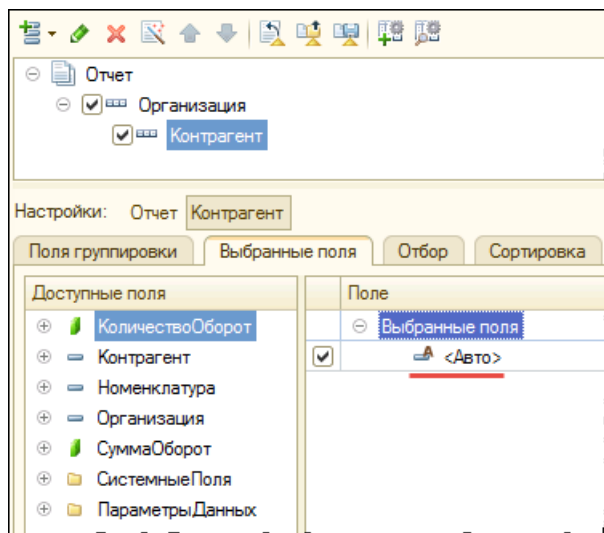 Отчет
Организация
Контрагент
Настройки: Отчет Контрагент
Поля группировки Выбранные поля Отбор Сортировка
Доступные поля Поле
КоличествоОборот Выбранные поля
Контрагент <Авто>
Номенклатура
Организация
СуммаОборот
СистемныеПоля
ПараметрыДанных